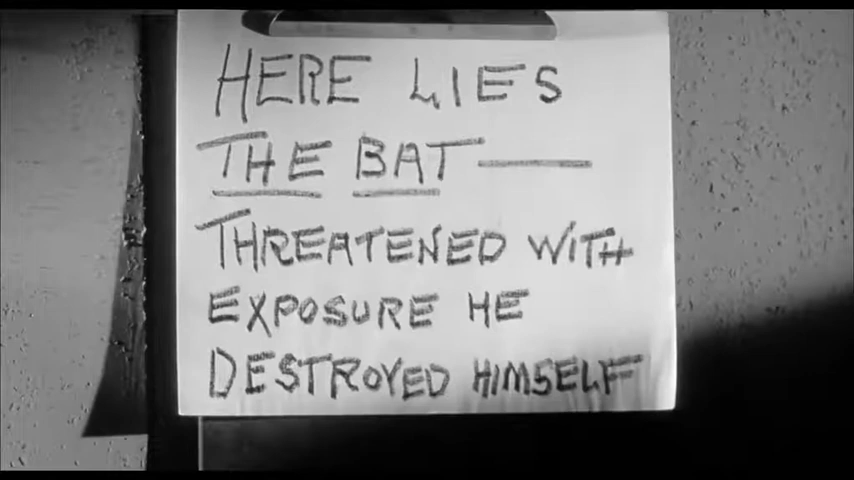 HERE LIES
THE BAT —
THREATENED WITH
EXPOSURE HE
DESTROYED HIMSELF